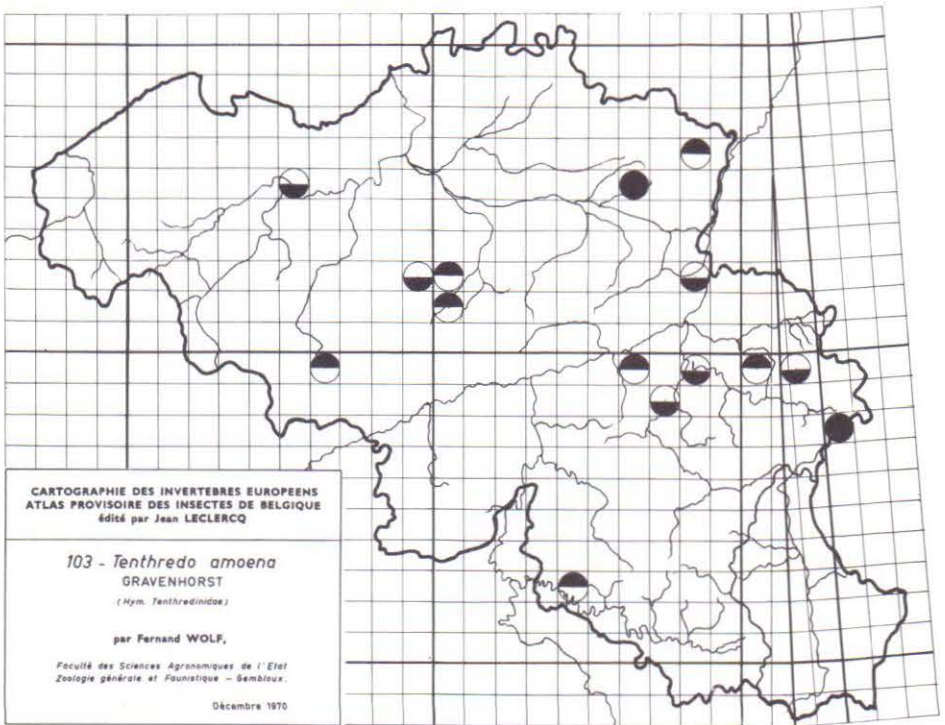 CARTOGRAPHIE DES INVERTEBRES EUROPEENS
ATLAS PROVISOIRE DES INSECTES DE BELGIQUE
édité par Jean LECLERCQ
103 - Tenthredo amoena
GRAVENHORST
(Hym. Tenthredinidae)
par Fernand WOLF,
Faculté des Sciences Agronomiques de l'Etat
Zoologie générale et Faunistique - Gembloux.
Décembre 1970